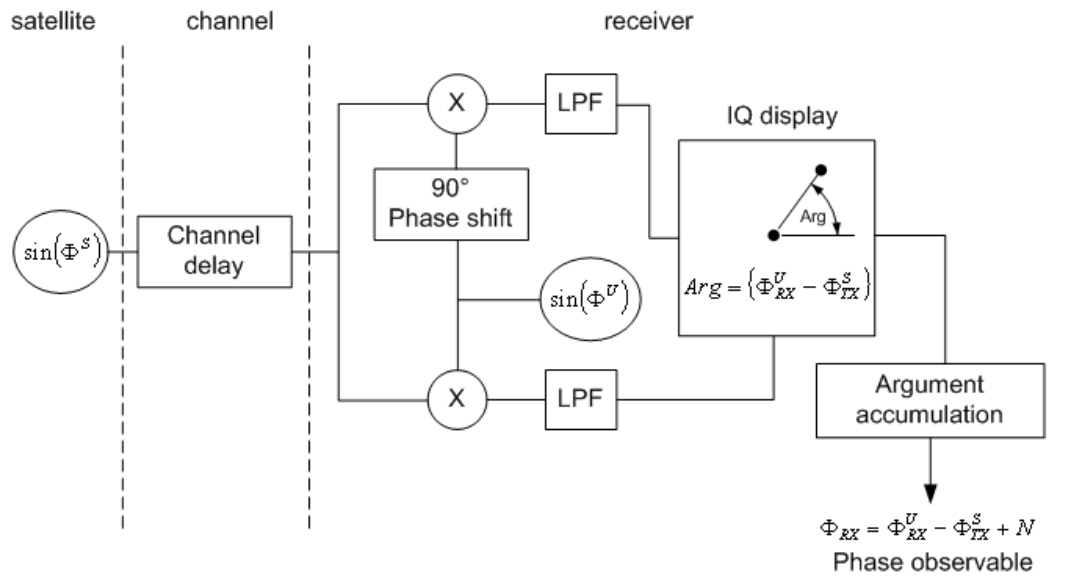 satellite
channel
receiver
X
LPF
IQ display
90°
Phase shift
Arg
sin(Φ^S)
Channel
delay
sin(Φ^U)
Arg = {Φ^U_RX − Φ^S_TX}
X
LPF
Argument
accumulation
Φ_RX = Φ^U_RX − Φ^S_TX + N
Phase observable